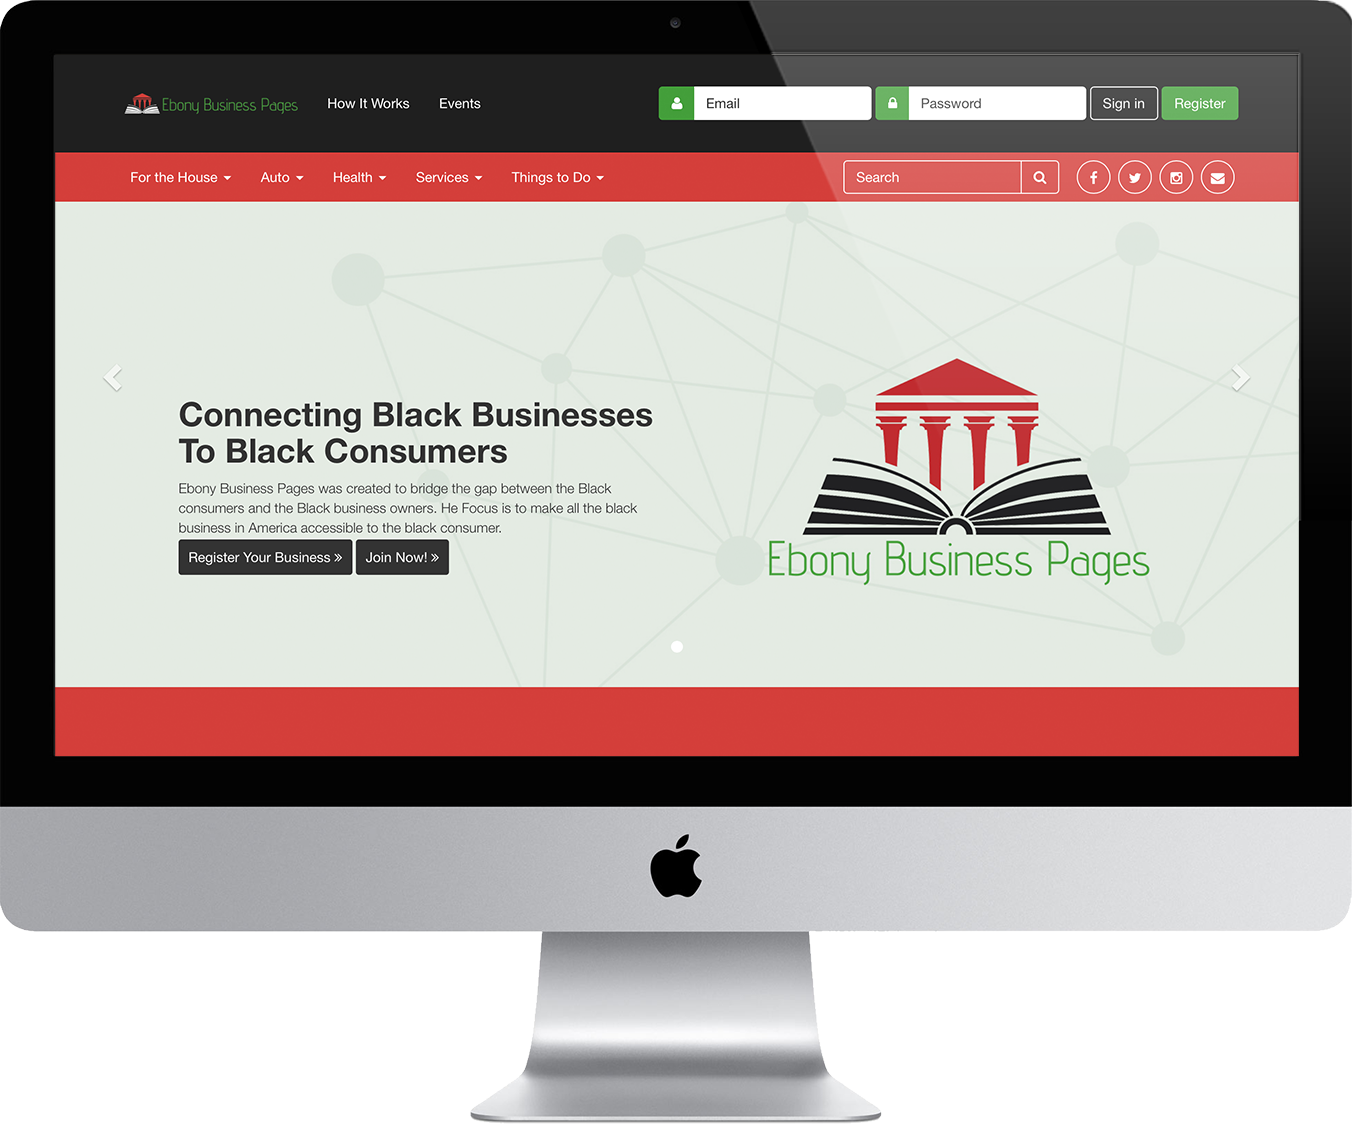 Ebony Business Pages How It Works Events Email Password Sign in Register
For the House Auto Health Services Things to Do Search
Connecting Black Businesses
To Black Consumers
Ebony Business Pages was created to bridge the gap between the Black
consumers and the Black business owners. He Focus is to make all the black
business in America accessible to the black consumer.
Register Your Business » Join Now! »
Ebony Business Pages